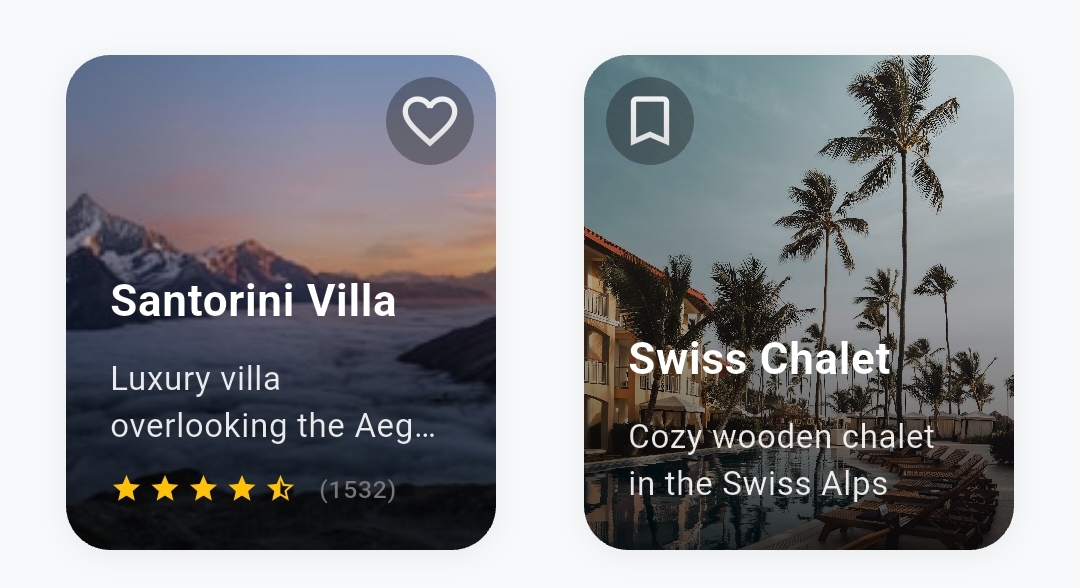 Santorini Villa
Luxury villa
overlooking the Aeg…
(1532)
Swiss Chalet
Cozy wooden chalet
in the Swiss Alps